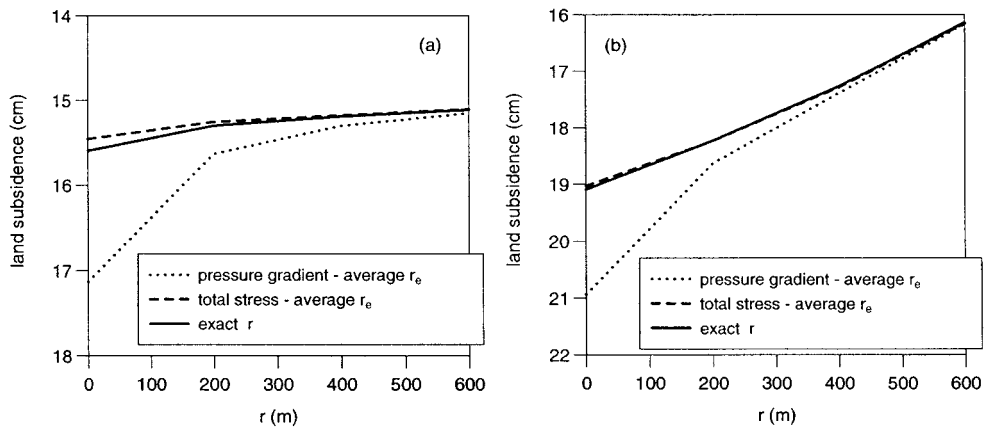 (a)
14
15
16
17
18
land subsidence (cm)
pressure gradient - average re
total stress - average re
exact r
0 100 200 300 400 500 600
r (m)
(b)
16
17
18
19
20
21
22
land subsidence (cm)
pressure gradient - average re
total stress - average re
exact r
0 100 200 300 400 500 600
r (m)